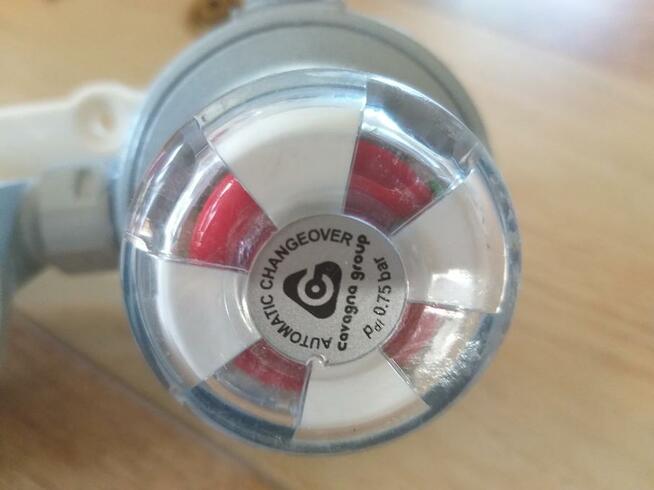 AUTOMATIC CHANGEOVER
cavagna group
pd/ 0.75 bar